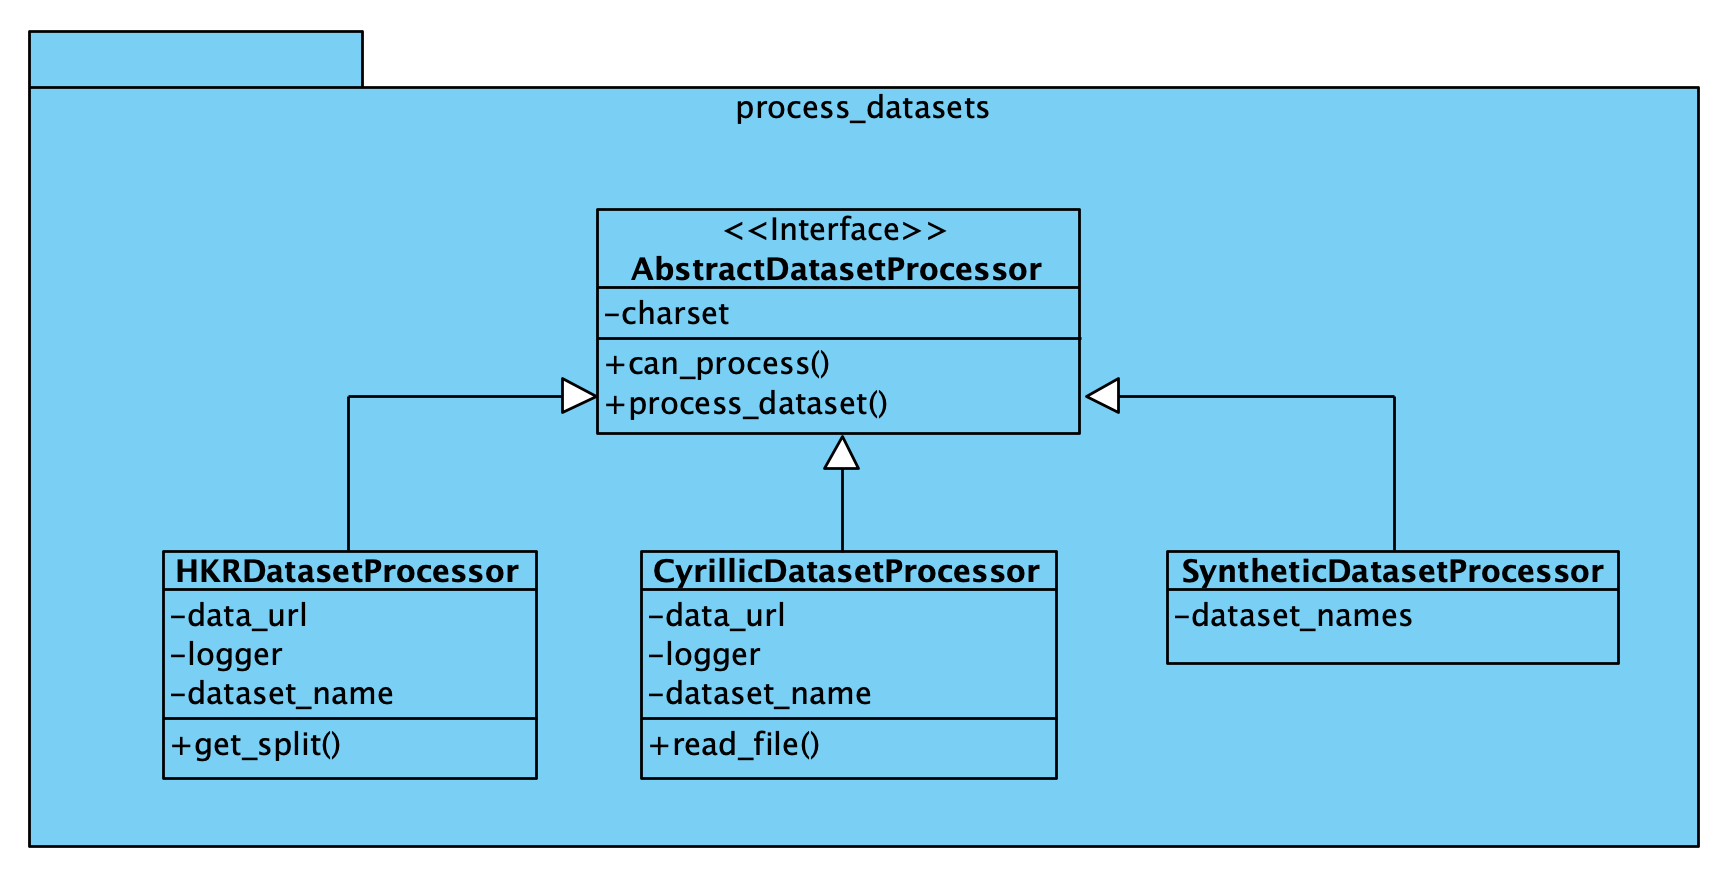 process_datasets
<<Interface>>
AbstractDatasetProcessor
-charset
+can_process()
+process_dataset()
HKRDatasetProcessor
-data_url
-logger
-dataset_name
+get_split()
CyrillicDatasetProcessor
-data_url
-logger
-dataset_name
+read_file()
SyntheticDatasetProcessor
-dataset_names